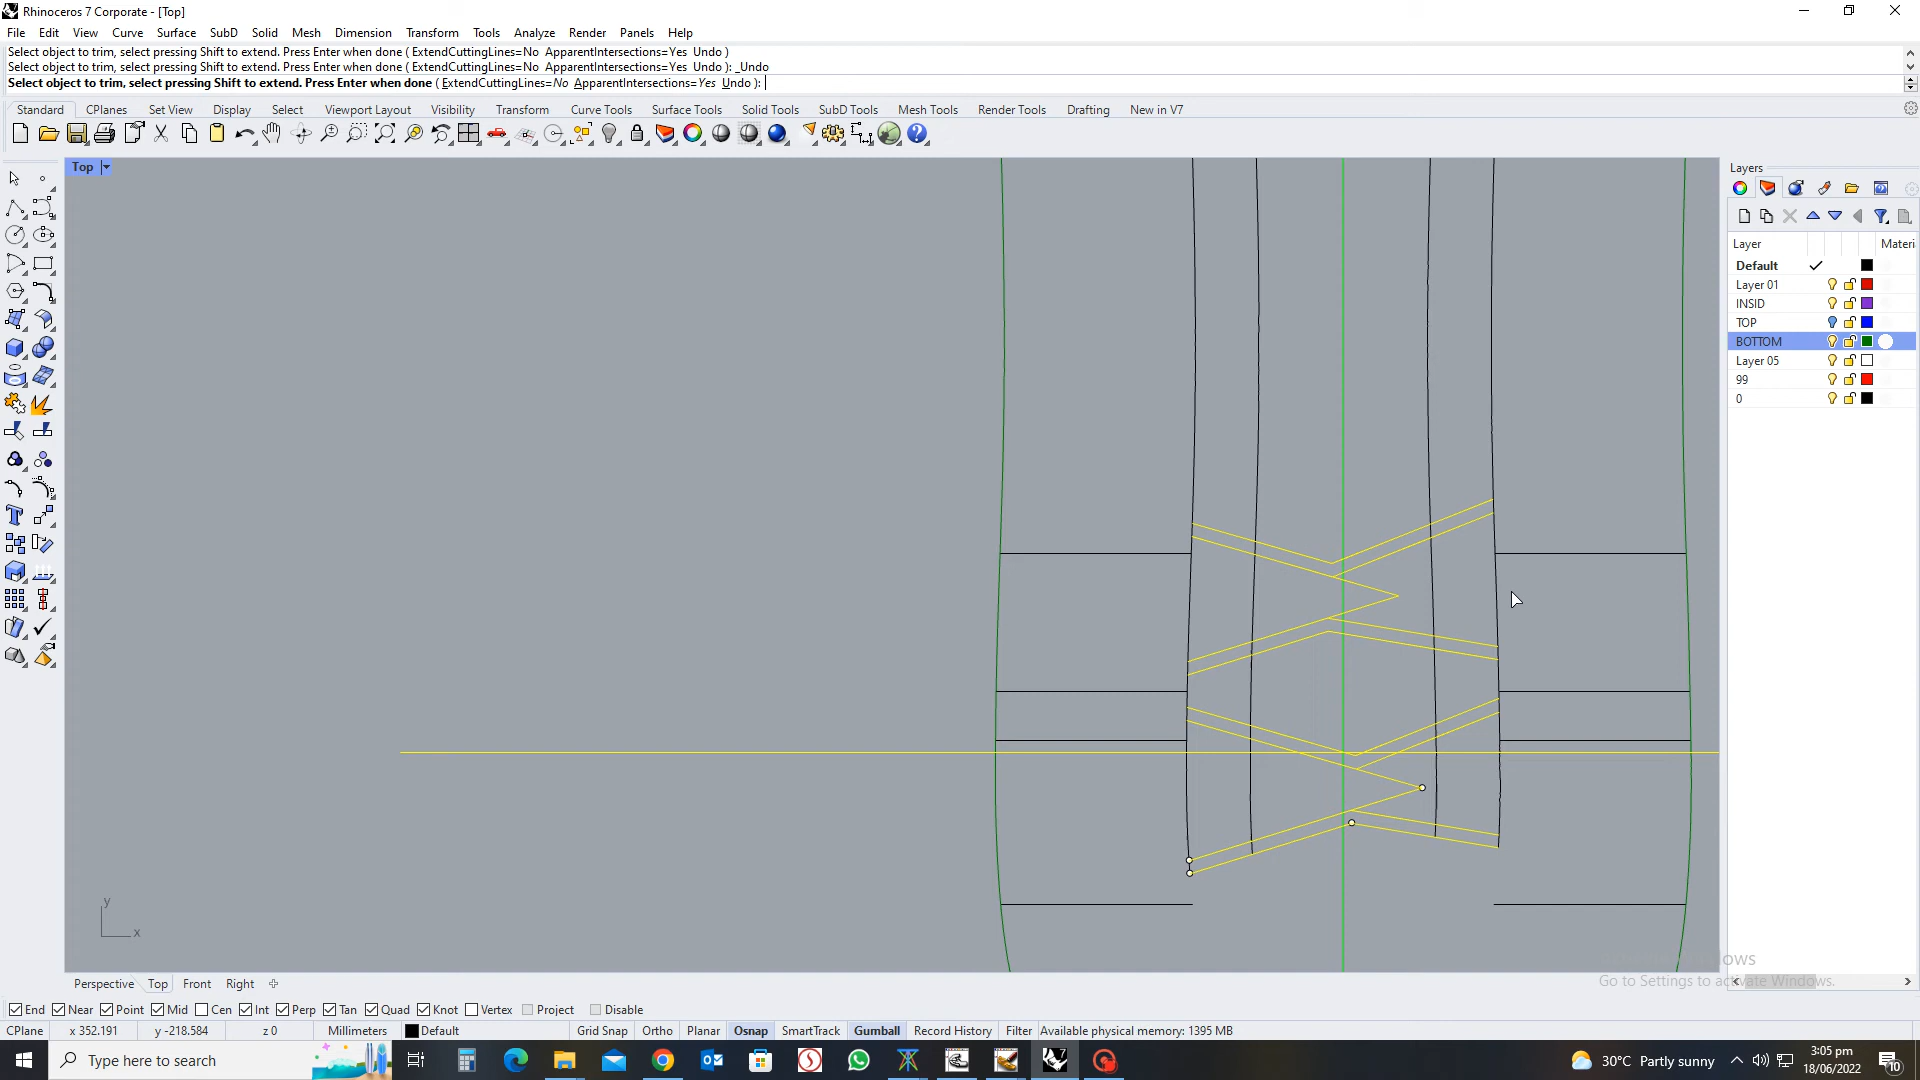 Rhinoceros 7 Corporate - [Top]
File Edit View Curve Surface SubD Solid Mesh Dimension Transform Tools Analyze Render Panels Help
Select object to trim, select pressing Shift to extend. Press Enter when done ( ExtendCuttingLines=No ApparentIntersections=Yes Undo )
Select object to trim, select pressing Shift to extend. Press Enter when done ( ExtendCuttingLines=No ApparentIntersections=Yes Undo ): _Undo
Select object to trim, select pressing Shift to extend. Press Enter when done ( ExtendCuttingLines=No ApparentIntersections=Yes Undo ):
Standard CPlanes Set View Display Select Viewport Layout Visibility Transform Curve Tools Surface Tools Solid Tools SubD Tools Mesh Tools Render Tools Drafting New in V7
Top
Layers
Layer Materi
Default
Layer 01
INSID
TOP
BOTTOM
Layer 05
99
0
y
x
Go to Settings to activate Windows.
Perspective Top Front Right
End Near Point Mid Cen Int Perp Tan Quad Knot Vertex Project Disable
CPlane x 352.191 y -218.584 z 0 Millimeters Default Grid Snap Ortho Planar Osnap SmartTrack Gumball Record History Filter Available physical memory: 1395 MB
Type here to search
30°C Partly sunny
3:05 pm
18/06/2022
10